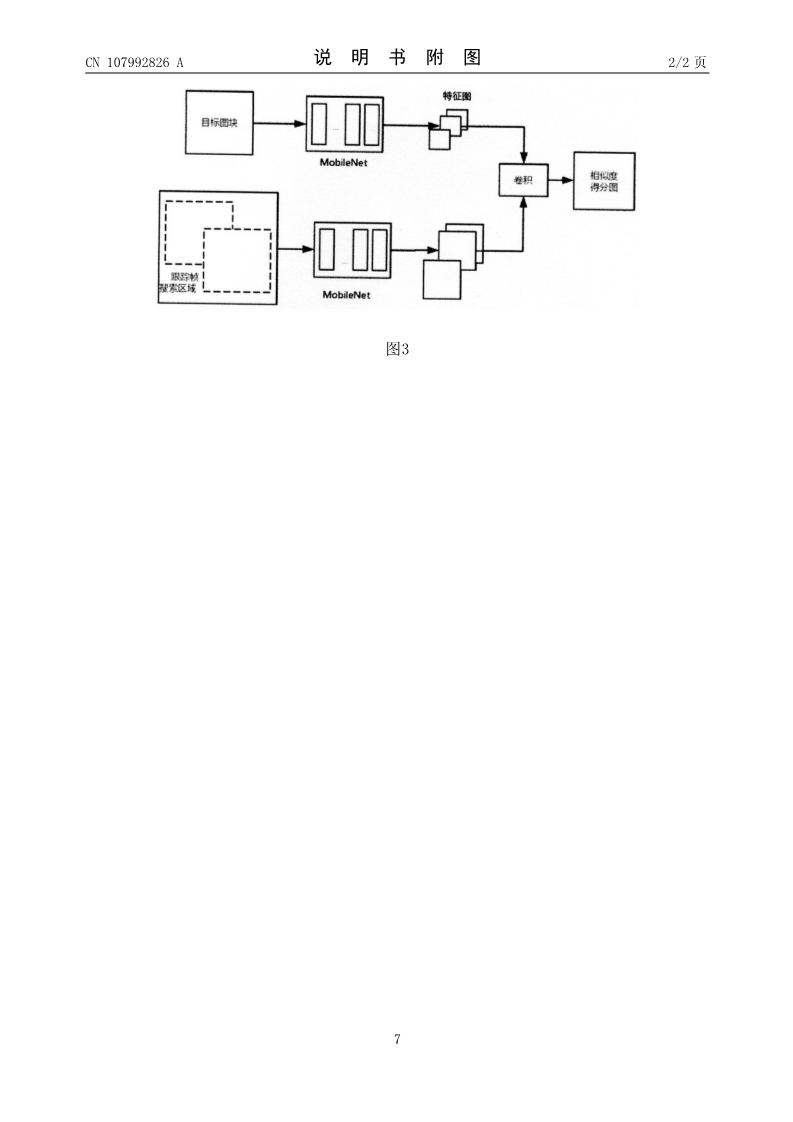 CN 107992826 A
说 明 书 附 图
2/2 页
特征图
目标图块
MobileNet
卷积
相似度
得分图
跟踪帧
搜索区域
MobileNet
图3
7